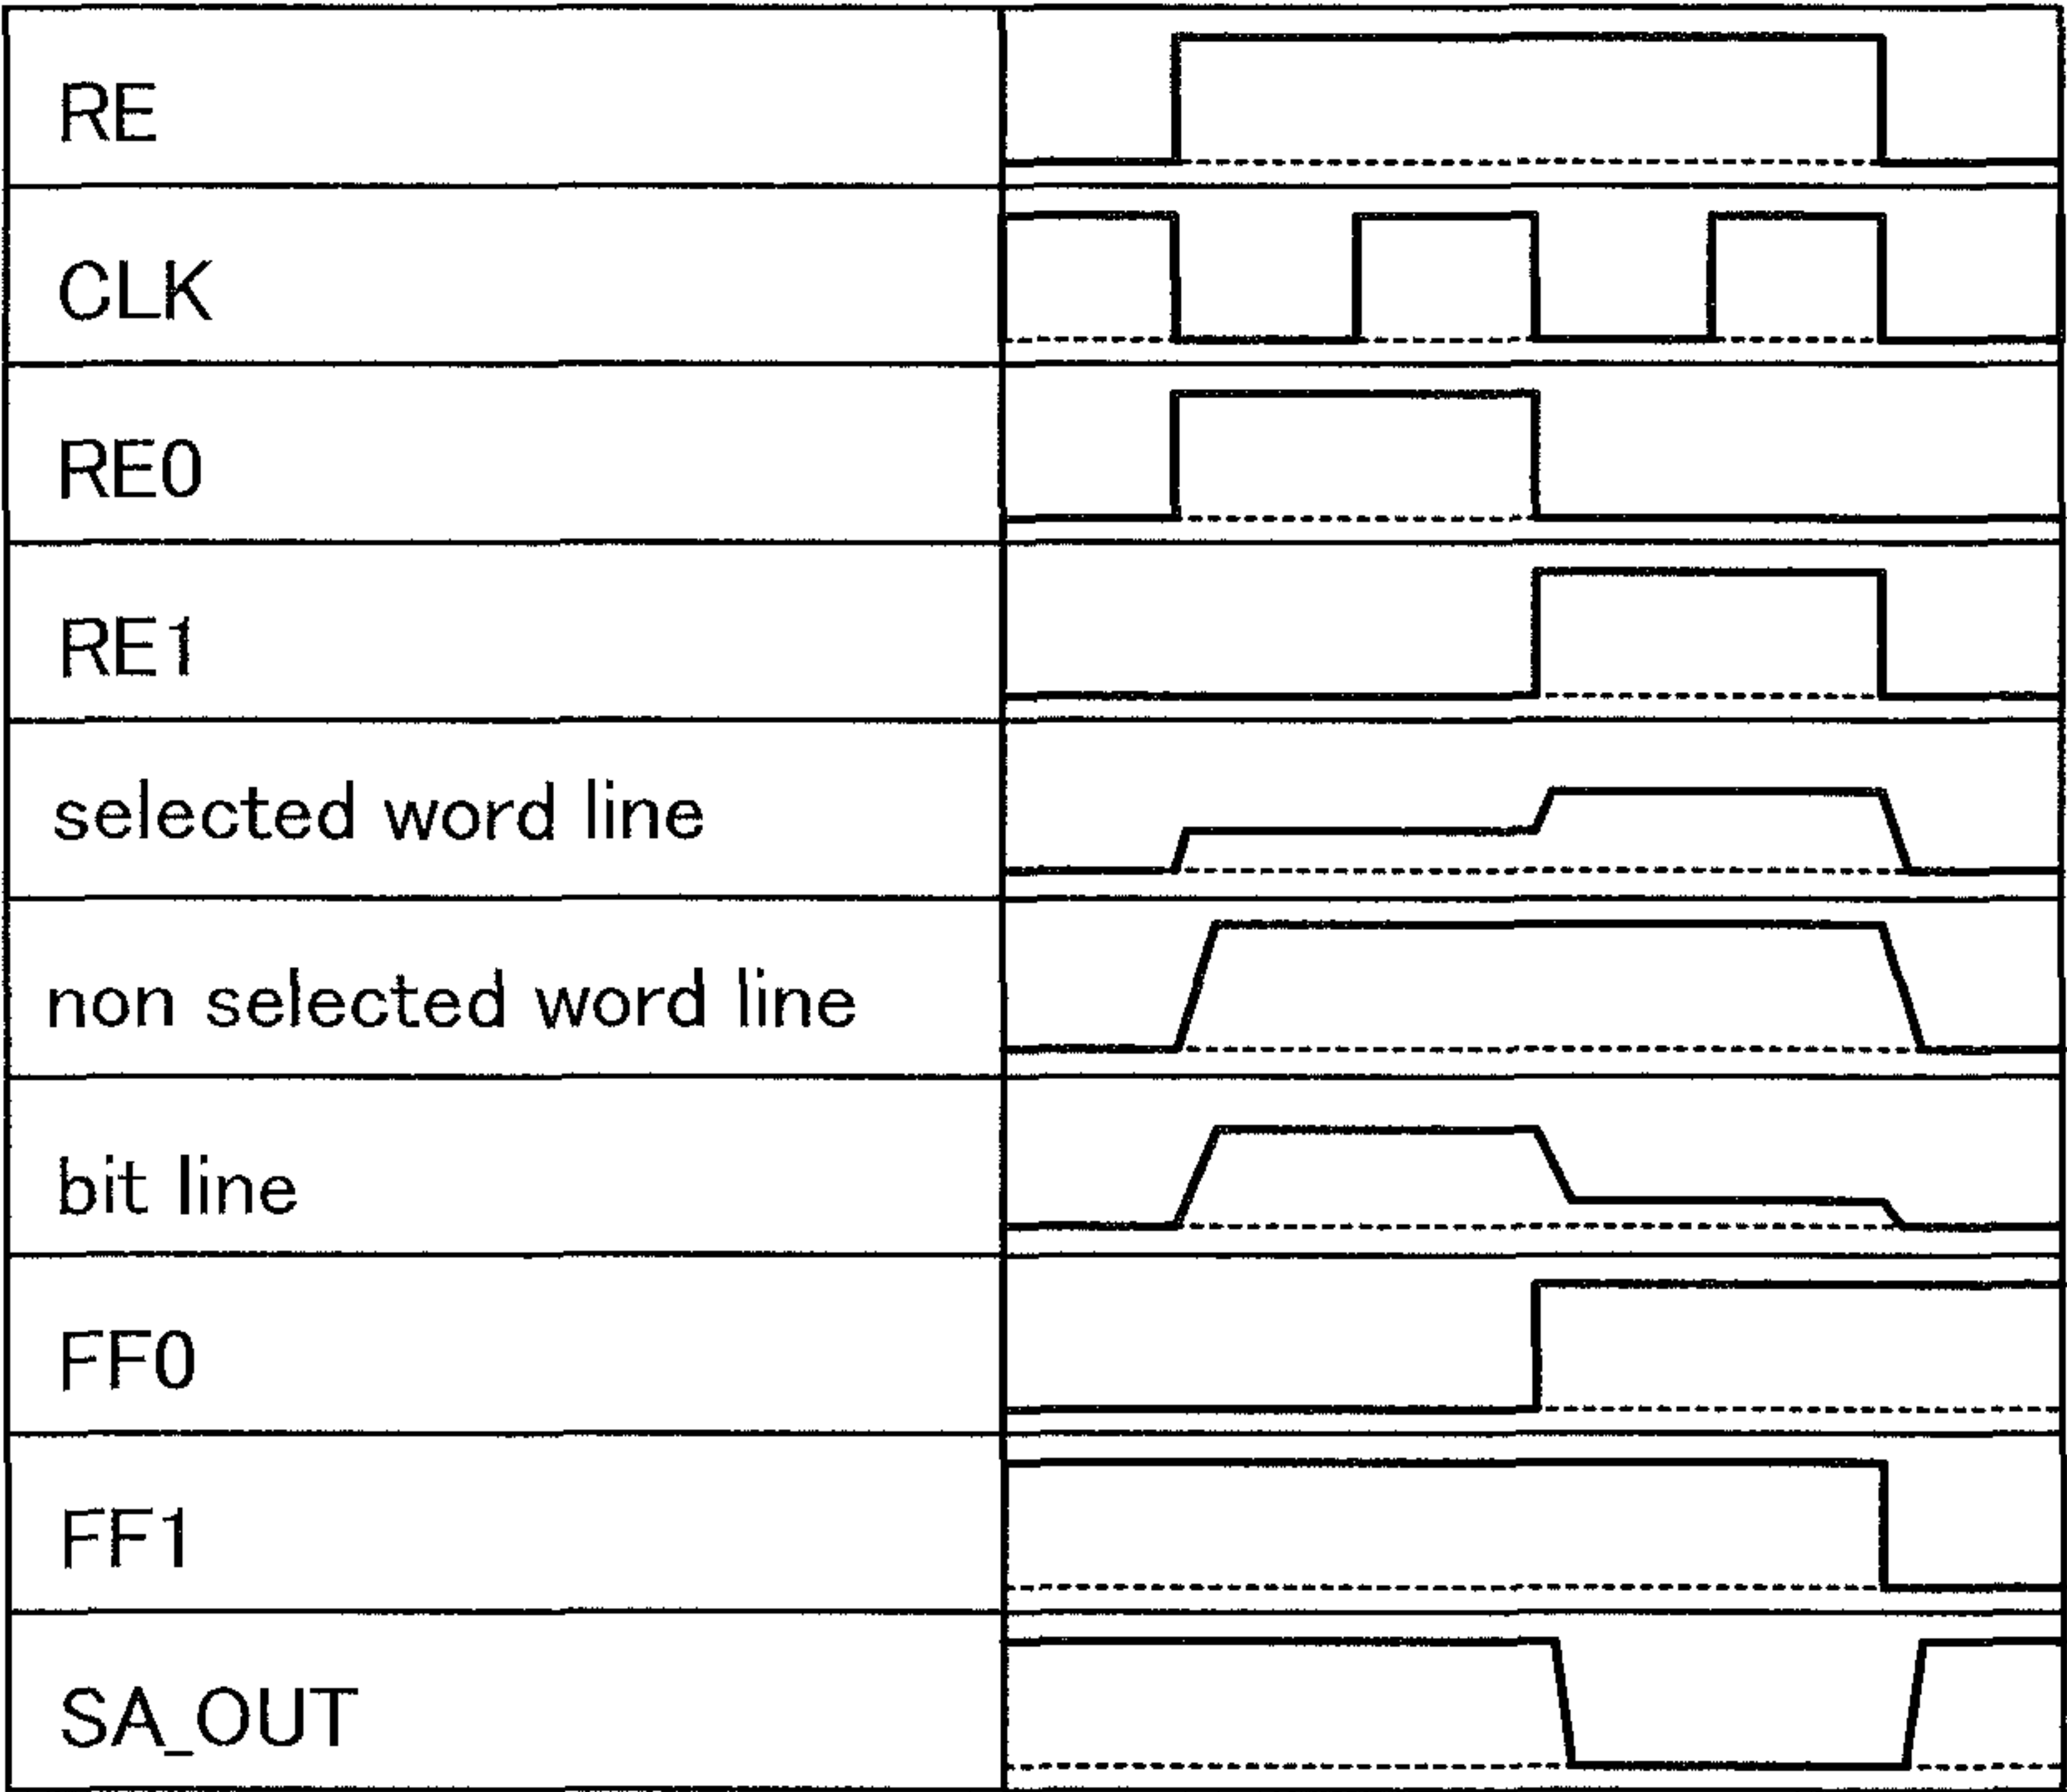 RE
CLK
RE0
RE1
selected word line
non selected word line
bit line
FF0
FF1
SA_OUT